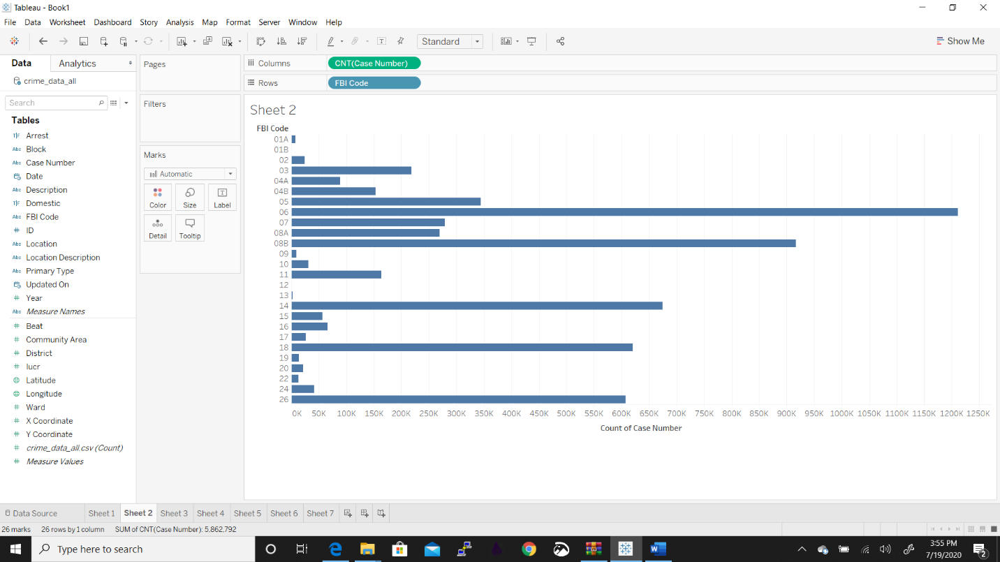 Tableau - Book1
File Data Worksheet Dashboard Story Analysis Map Format Server Window Help
Standard
Show Me
Data Analytics
crime_data_all
Search
Tables
T|F Arrest
Abc Block
Abc Case Number
Date
Abc Description
T|F Domestic
Abc FBI Code
# ID
Abc Location
Abc Location Description
Abc Primary Type
Updated On
# Year
Abc Measure Names
# Beat
# Community Area
# District
# Iucr
Latitude
Longitude
# Ward
# X Coordinate
# Y Coordinate
# crime_data_all.csv (Count)
# Measure Values
Pages
Filters
Marks
Automatic
Color Size Label
Detail Tooltip
Columns CNT(Case Number)
Rows FBI Code
Sheet 2
FBI Code
01A
01B
02
03
04A
04B
05
06
07
08A
08B
09
10
11
12
13
14
15
16
17
18
19
20
22
24
26
0K 50K 100K 150K 200K 250K 300K 350K 400K 450K 500K 550K 600K 650K 700K 750K 800K 850K 900K 950K 1000K 1050K 1100K 1150K 1200K 1250K
Count of Case Number
Data Source Sheet 1 Sheet 2 Sheet 3 Sheet 4 Sheet 5 Sheet 6 Sheet 7
26 marks 26 rows by 1 column SUM of CNT(Case Number): 5,862,792
Type here to search
3:55 PM
7/19/2020
2